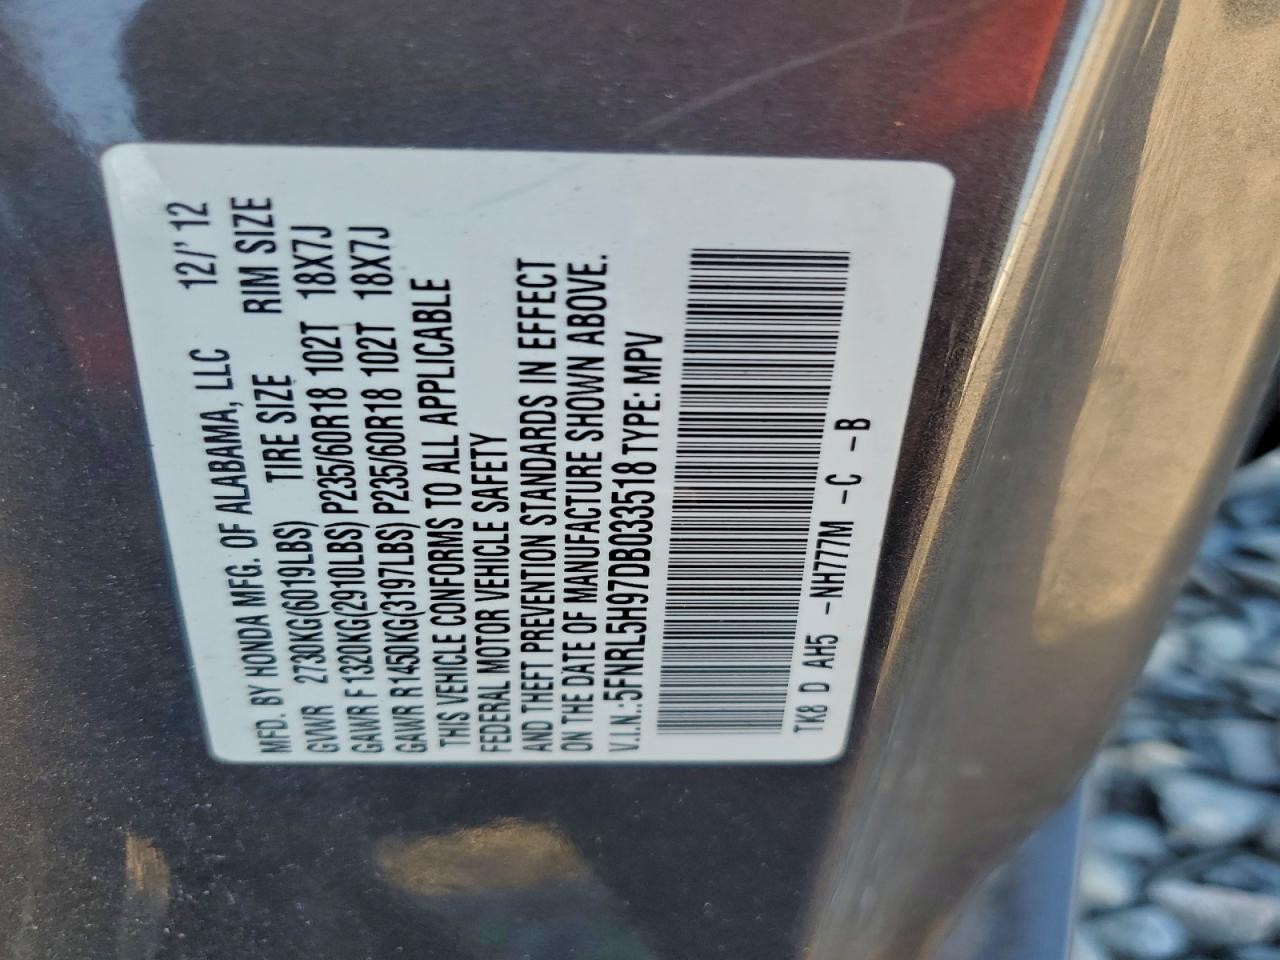 MFD. BY HONDA MFG. OF ALABAMA, LLC 12/' 12
GVWR 2730KG(6019LBS) TIRE SIZE RIM SIZE
GAWR F 1320KG(2910LBS) P235/60R18 102T 18X7J
GAWR R1450KG(3197LBS) P235/60R18 102T 18X7J
THIS VEHICLE CONFORMS TO ALL APPLICABLE
FEDERAL MOTOR VEHICLE SAFETY
AND THEFT PREVENTION STANDARDS IN EFFECT
ON THE DATE OF MANUFACTURE SHOWN ABOVE.
V.I.N.:5FNRL5H97DB033518 TYPE: MPV
TK8 D AH5 -NH777M -C -B